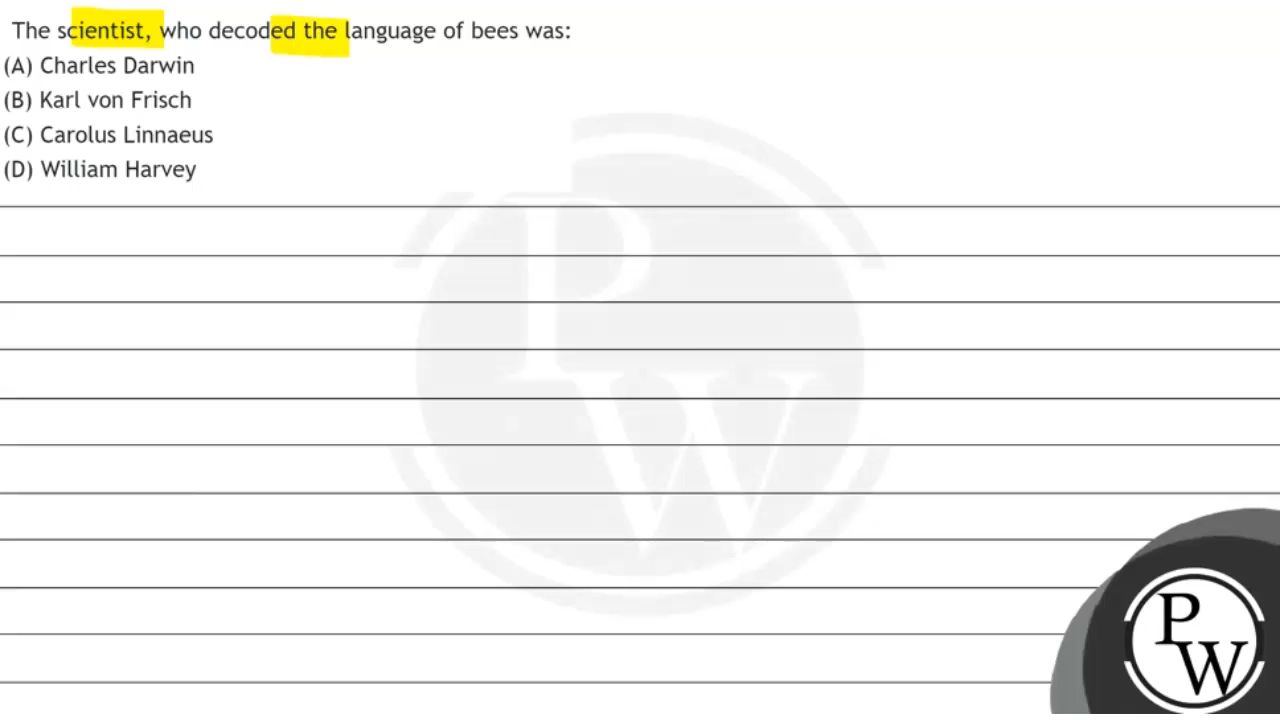 The scientist, who decoded the language of bees was:
(A) Charles Darwin
(B) Karl von Frisch
(C) Carolus Linnaeus
(D) William Harvey
P
W
P
W